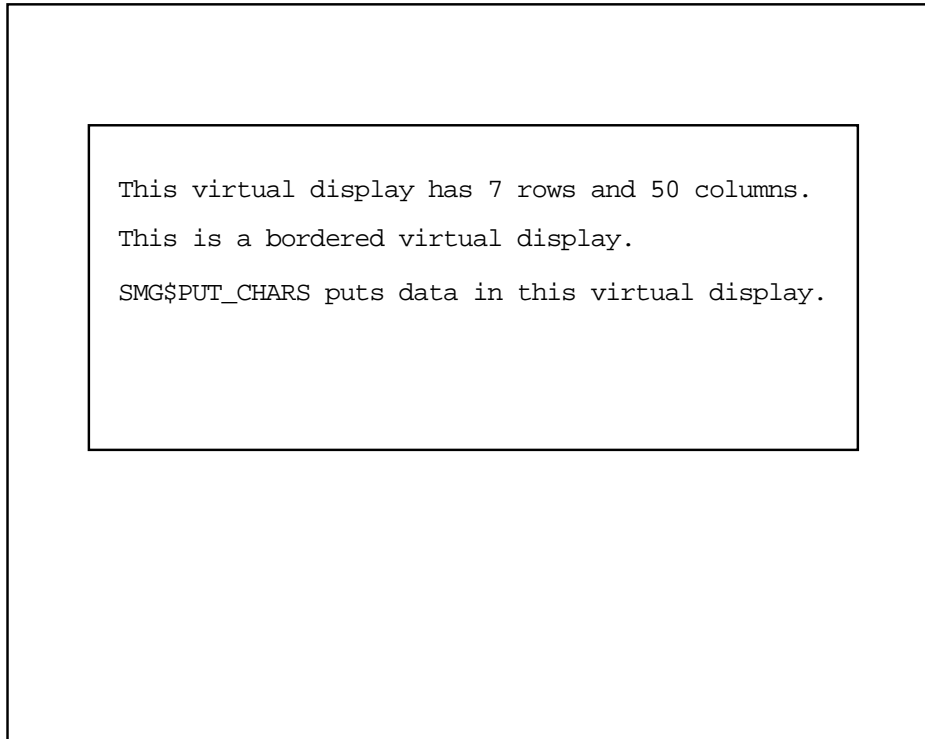 This virtual display has 7 rows and 50 columns.
This is a bordered virtual display.
SMG$PUT_CHARS puts data in this virtual display.